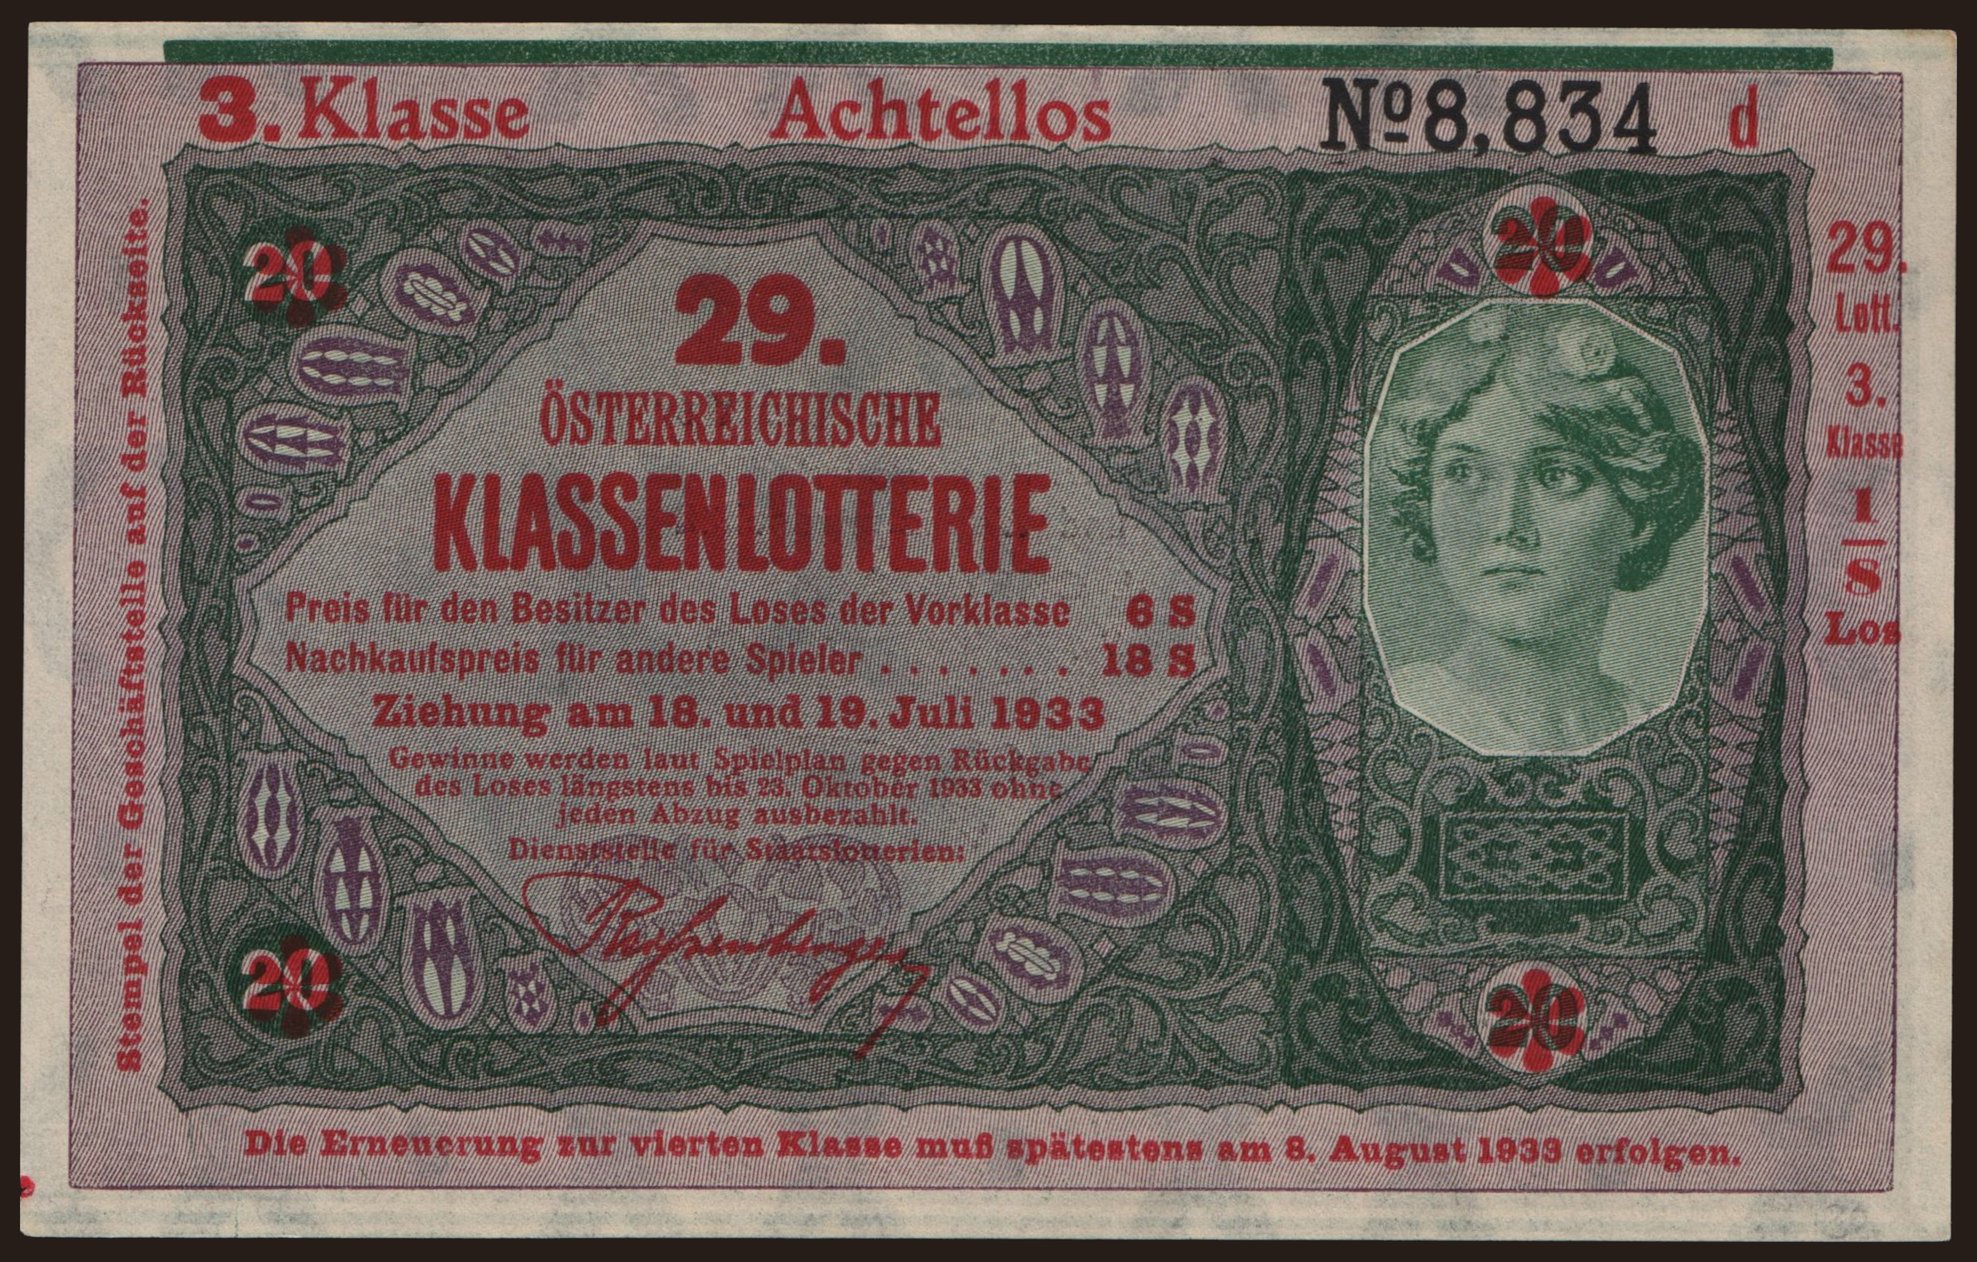 3. Klasse Achtellos Nº 8,834 d
Stempel der Geschäftsstelle auf der Rückseite.
20
20
29.
ÖSTERREICHISCHE
KLASSENLOTTERIE
Preis für den Besitzer des Loses der Vorklasse 6 S
Nachkaufspreis für andere Spieler . . . . . . . 18 S
Ziehung am 18. und 19. Juli 1933
Gewinne werden laut Spielplan gegen Rückgabe
des Loses längstens bis 23. Oktober 1933 ohne
jeden Abzug ausbezahlt.
Dienststelle für Staatslotterien:
20
20
29.
Lott.
3.
Klasse
1/8
Los
Die Erneuerung zur vierten Klasse muß spätestens am 8. August 1933 erfolgen.